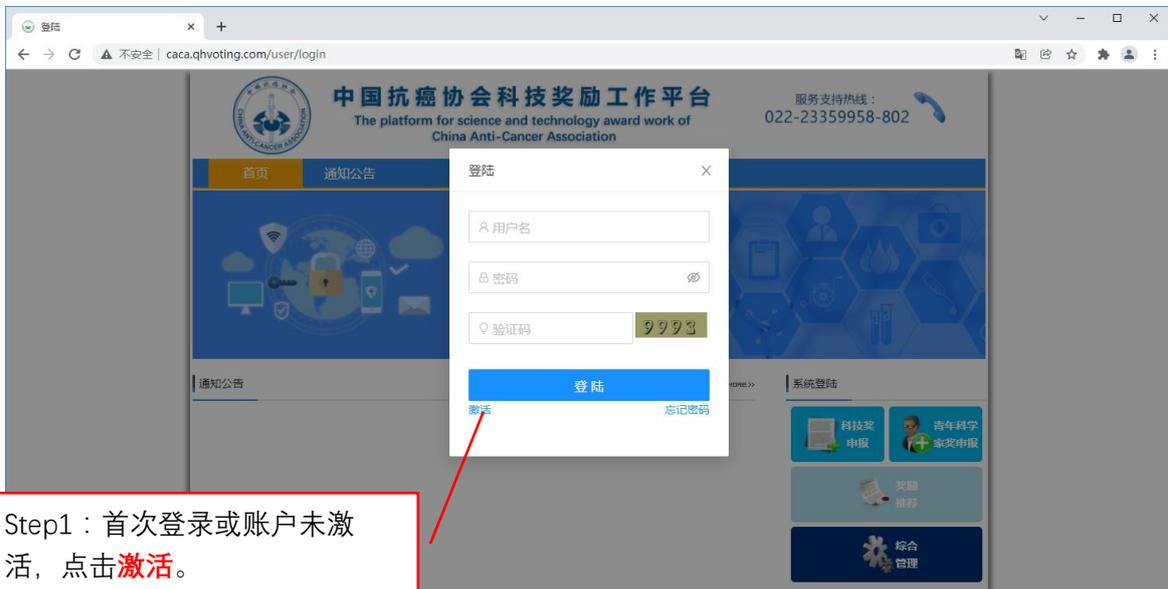 登陆
不安全 | caca.qhvoting.com/user/login
CHINA ANTI-CANCER ASSOCIATION
中国抗癌协会科技奖励工作平台
The platform for science and technology award work of
China Anti-Cancer Association
服务支持热线：
022-23359958-802
首页
通知公告
登陆
用户名
密码
验证码
9993
登 陆
激活
忘记密码
通知公告
系统登陆
科技奖
申报
青年科学
家奖申报
奖励
推荐
综合
管理
Step1：首次登录或账户未激
活，点击激活。